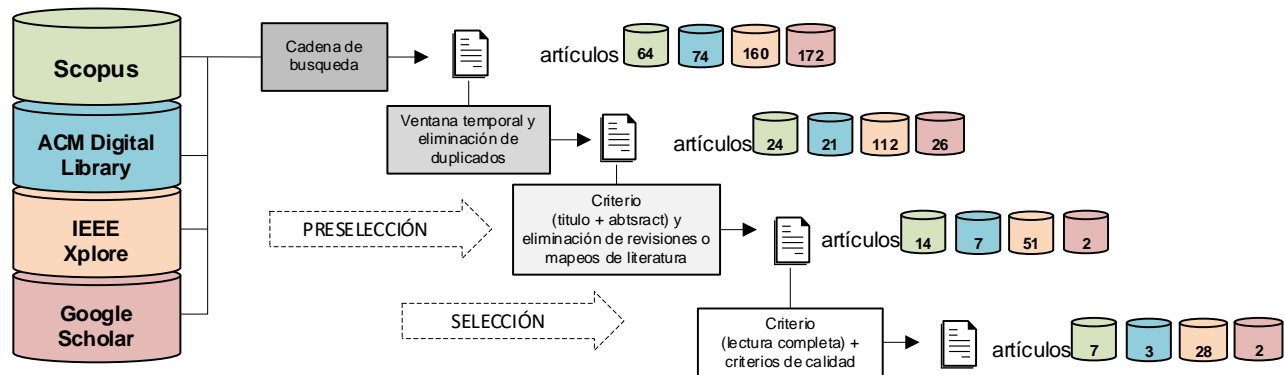 Scopus
ACM Digital
Library
IEEE
Xplore
Google
Scholar
Cadena de
busqueda
artículos 64 74 160 172
Ventana temporal y
eliminación de
duplicados
artículos 24 21 112 26
PRESELECCIÓN
Criterio
(titulo + abtsract) y
eliminación de revisiones o
mapeos de literatura
artículos 14 7 51 2
SELECCIÓN
Criterio
(lectura completa) +
criterios de calidad
artículos 7 3 28 2